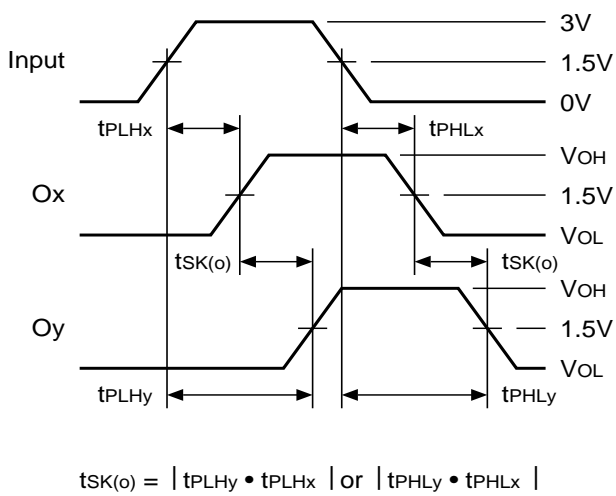 3V
Input
1.5V
0V
tPLHx
tPHLx
VOH
Ox
1.5V
VOL
tSK(o)
tSK(o)
VOH
Oy
1.5V
VOL
tPLHy
tPHLy
tSK(o) = | tPLHy • tPLHx | or | tPHLy • tPHLx |